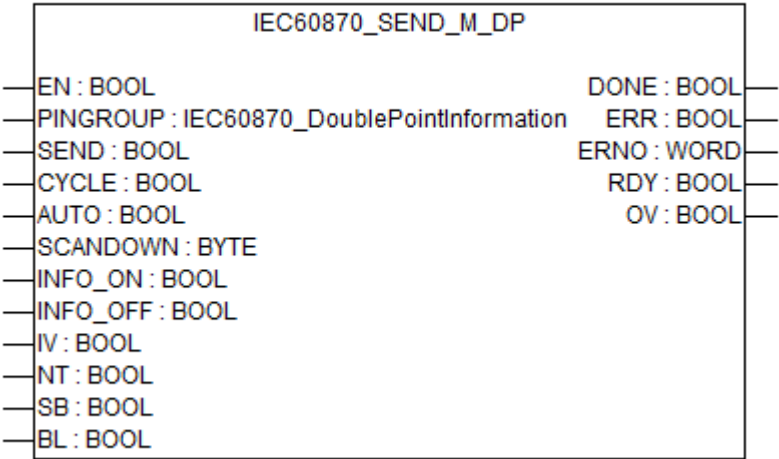 IEC60870_SEND_M_DP
EN : BOOL DONE : BOOL
PINGROUP : IEC60870_DoublePointInformation ERR : BOOL
SEND : BOOL ERNO : WORD
CYCLE : BOOL RDY : BOOL
AUTO : BOOL OV : BOOL
SCANDOWN : BYTE
INFO_ON : BOOL
INFO_OFF : BOOL
IV : BOOL
NT : BOOL
SB : BOOL
BL : BOOL